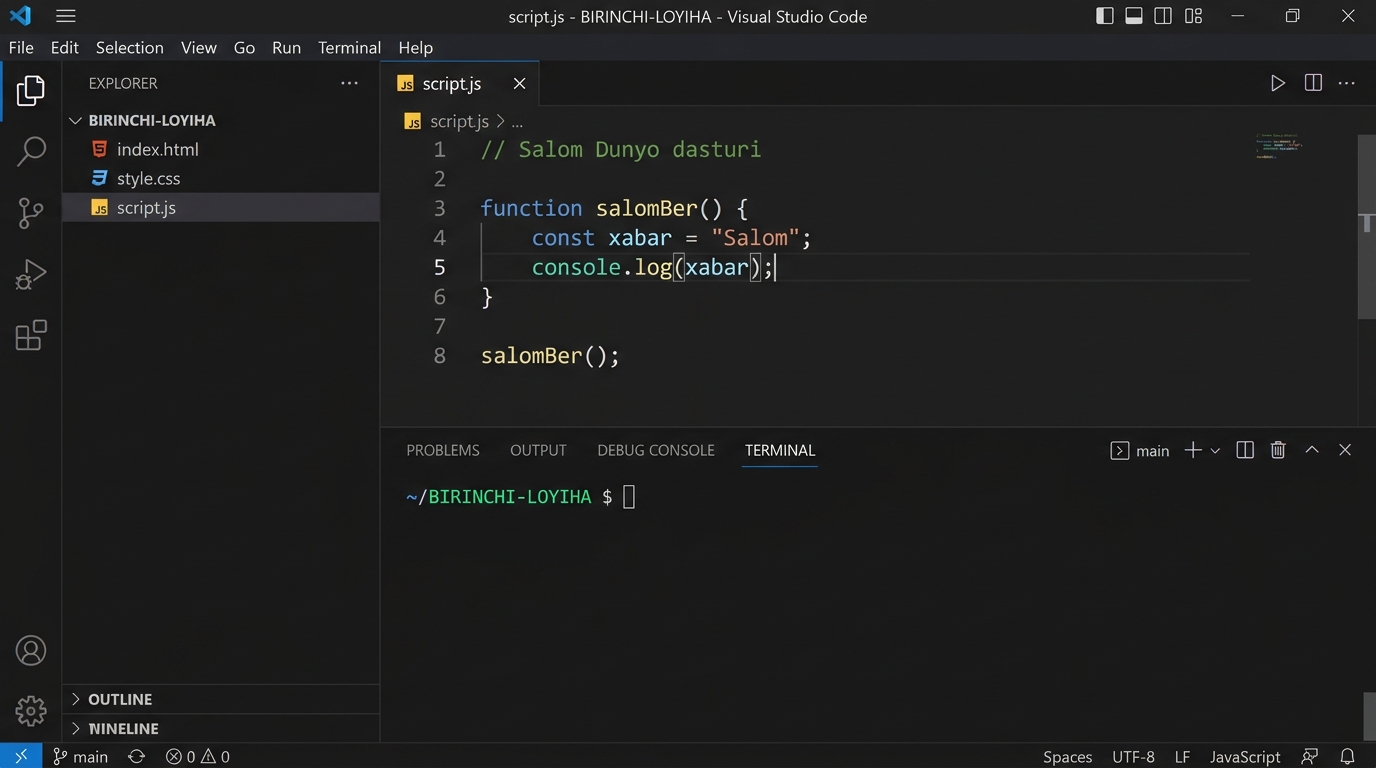 script.js - BIRINCHI-LOYIHA - Visual Studio Code
File Edit Selection View Go Run Terminal Help
EXPLORER
BIRINCHI-LOYIHA
index.html
style.css
JS script.js
OUTLINE
JS script.js
JS script.js > ...
1 // Salom Dunyo dasturi
2
3 function salomBer() {
4 const xabar = "Salom";
5 console.log(xabar);
6 }
7
8 salomBer();
PROBLEMS OUTPUT DEBUG CONSOLE TERMINAL
main
~/BIRINCHI-LOYIHA $
main 0 0
Spaces UTF-8 LF JavaScript